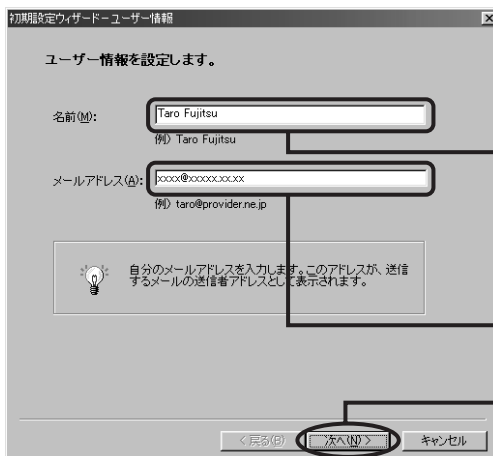 初期設定ウィザード－ユーザー情報
ユーザー情報を設定します。
名前(M):
Taro Fujitsu
例) Taro Fujitsu
メールアドレス(A):
xxxx@xxxxx.xx.xx
例) taro@provider.ne.jp
自分のメールアドレスを入力します。このアドレスが、送信
するメールの送信者アドレスとして表示されます。
< 戻る(B)
次へ(N) >
キャンセル